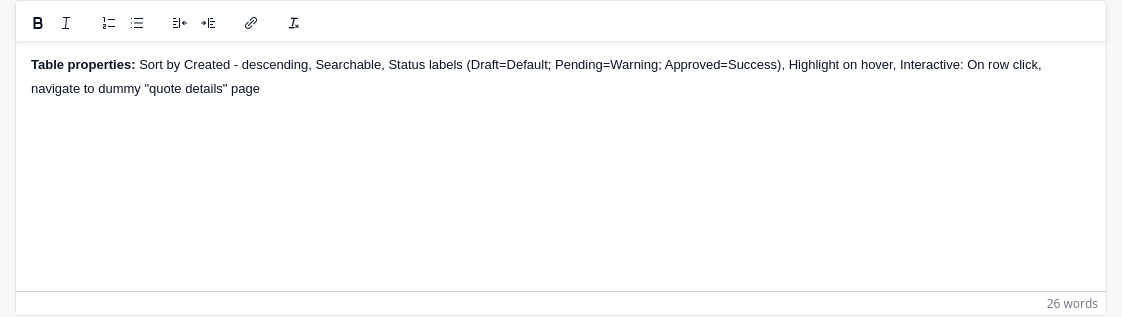 Table properties: Sort by Created - descending, Searchable, Status labels (Draft=Default; Pending=Warning; Approved=Success), Highlight on hover, Interactive: On row click,
navigate to dummy "quote details" page
26 words